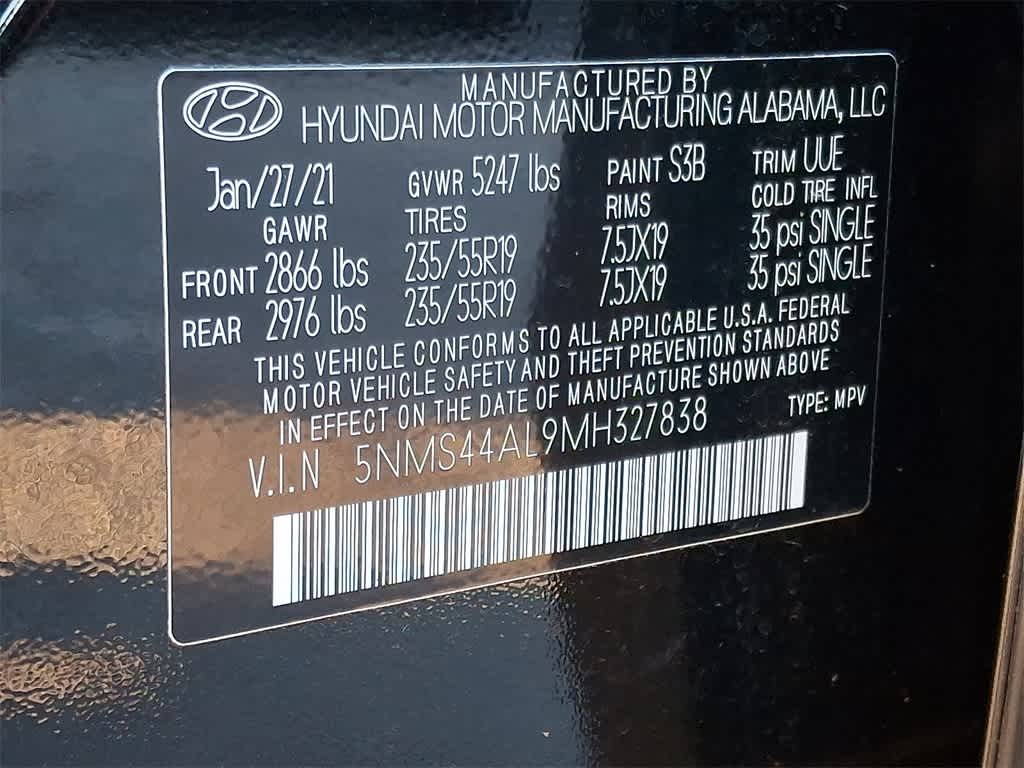 MANUFACTURED BY
HYUNDAI MOTOR MANUFACTURING ALABAMA, LLC
Jan/27/21 GVWR 5247 lbs PAINT S3B TRIM UUE
GAWR TIRES RIMS COLD TIRE INFL
FRONT 2866 lbs 235/55R19 7.5JX19 35 psi SINGLE
REAR 2976 lbs 235/55R19 7.5JX19 35 psi SINGLE
THIS VEHICLE CONFORMS TO ALL APPLICABLE U.S.A. FEDERAL
MOTOR VEHICLE SAFETY AND THEFT PREVENTION STANDARDS
IN EFFECT ON THE DATE OF MANUFACTURE SHOWN ABOVE
V.I.N 5NMS44AL9MH327838 TYPE: MPV